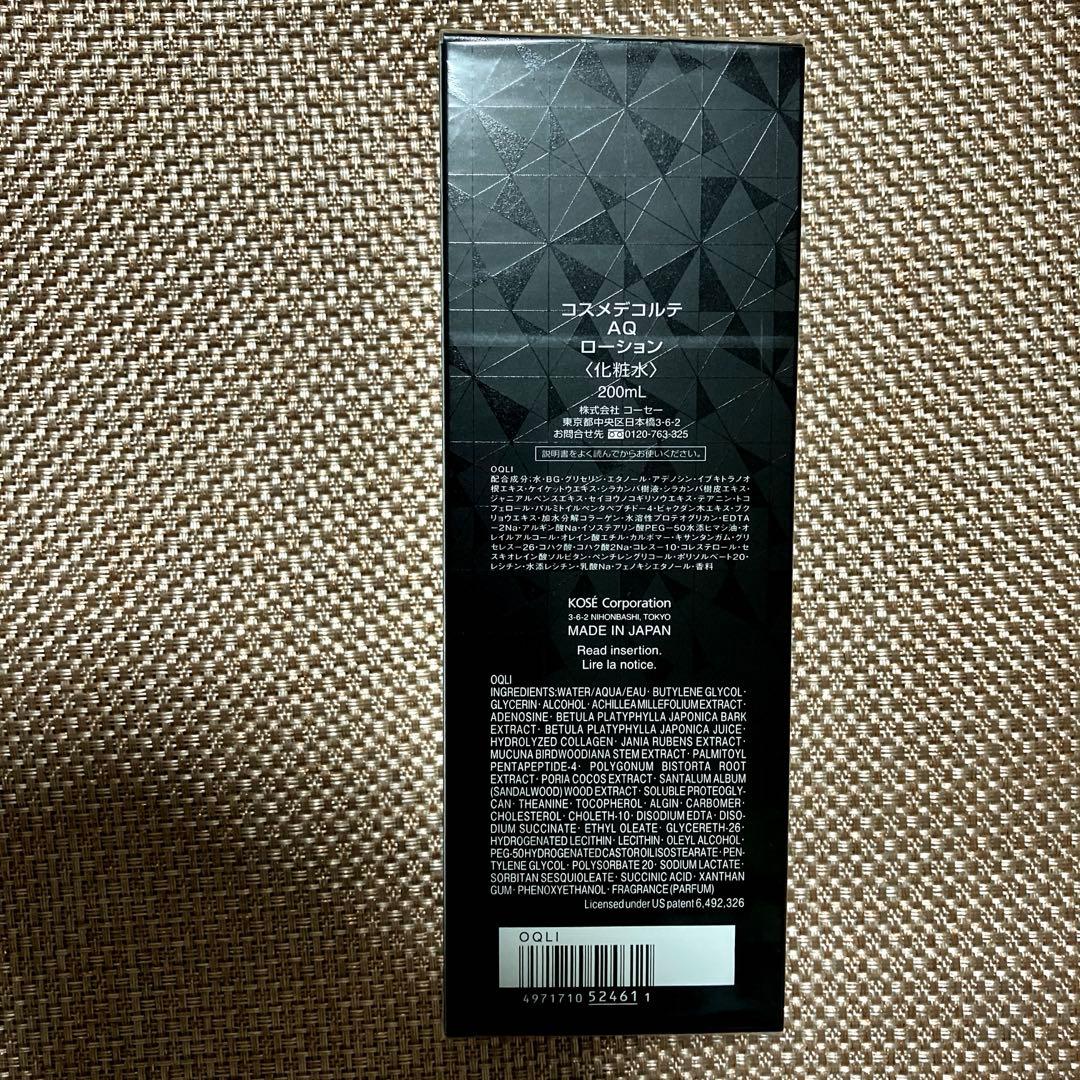 コスメデコルテ
AQ
ローション
〈化粧水〉
200mL
株式会社 コーセー
東京都中央区日本橋3-6-2
お問合せ先 0120-763-325
説明書をよく読んでからお使いください。
OQLI
配合成分:水・BG・グリセリン・エタノール・アデノシン・イブキトラノオ
根エキス・ケイケットウエキス・シラカンバ樹液・シラカンバ樹皮エキス・
ジャニアルベンスエキス・セイヨウノコギリソウエキス・テアニン・トコ
フェロール・パルミトイルペンタペプチド-4・ビャクダン木エキス・ブク
リョウエキス・加水分解コラーゲン・水溶性プロテオグリカン・EDTA
-2Na・アルギン酸Na・イソステアリン酸PEG-50水添ヒマシ油・オ
レイルアルコール・オレイン酸エチル・カルボマー・キサンタンガム・グリ
セレス-26・コハク酸・コハク酸2Na・コレス-10・コレステロール・セ
スキオレイン酸ソルビタン・ペンチレングリコール・ポリソルベート20・
レシチン・水添レシチン・乳酸Na・フェノキシエタノール・香料
KOSÉ Corporation
3-6-2 NIHONBASHI, TOKYO
MADE IN JAPAN
Read insertion.
Lire la notice.
OQLI
INGREDIENTS:WATER/AQUA/EAU· BUTYLENE GLYCOL·
GLYCERIN· ALCOHOL· ACHILLEA MILLEFOLIUM EXTRACT·
ADENOSINE· BETULA PLATYPHYLLA JAPONICA BARK
EXTRACT· BETULA PLATYPHYLLA JAPONICA JUICE·
HYDROLYZED COLLAGEN· JANIA RUBENS EXTRACT·
MUCUNA BIRDWOODIANA STEM EXTRACT· PALMITOYL
PENTAPEPTIDE-4· POLYGONUM BISTORTA ROOT
EXTRACT· PORIA COCOS EXTRACT· SANTALUM ALBUM
(SANDALWOOD) WOOD EXTRACT· SOLUBLE PROTEOGLY-
CAN· THEANINE· TOCOPHEROL· ALGIN· CARBOMER·
CHOLESTEROL· CHOLETH-10· DISODIUM EDTA· DISO-
DIUM SUCCINATE· ETHYL OLEATE· GLYCERETH-26·
HYDROGENATED LECITHIN· LECITHIN· OLEYL ALCOHOL·
PEG-50 HYDROGENATED CASTOR OIL ISOSTEARATE· PEN-
TYLENE GLYCOL· POLYSORBATE 20· SODIUM LACTATE·
SORBITAN SESQUIOLEATE· SUCCINIC ACID· XANTHAN
GUM· PHENOXYETHANOL· FRAGRANCE (PARFUM)
Licensed under US patent 6,492,326
OQLI
4971710 52461 1